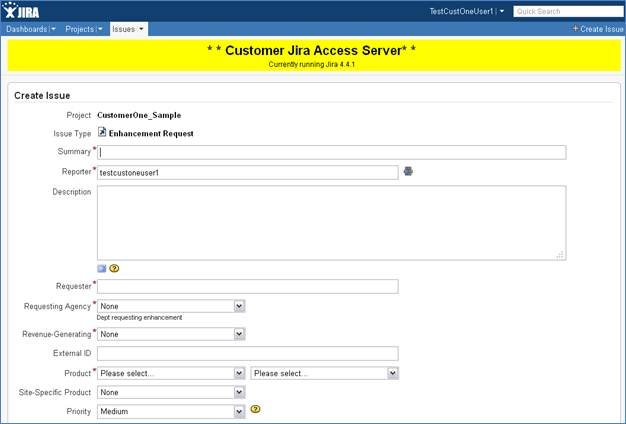 JIRA TestCustOneUser1 Quick Search
Dashboards Projects Issues + Create Issue
* * Customer Jira Access Server* *
Currently running Jira 4.4.1
Create Issue
Project CustomerOne_Sample
Issue Type Enhancement Request
Summary *
Reporter * testcustoneuser1
Description
?
Requester *
Requesting Agency * None
Dept requesting enhancement
Revenue-Generating * None
External ID
Product * Please select... Please select...
Site-Specific Product None
Priority Medium ?